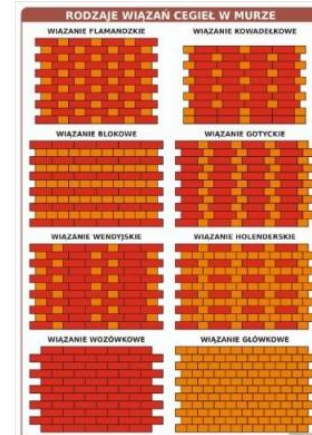 RODZAJE WIĄZAŃ CEGIEŁ W MURZE
WIĄZANIE FLAMANDZKIE
WIĄZANIE KOWADEŁKOWE
WIĄZANIE BLOKOWE
WIĄZANIE GOTYCKIE
WIĄZANIE WENDYJSKIE
WIĄZANIE HOLENDERSKIE
WIĄZANIE WOZÓWKOWE
WIĄZANIE GŁÓWKOWE